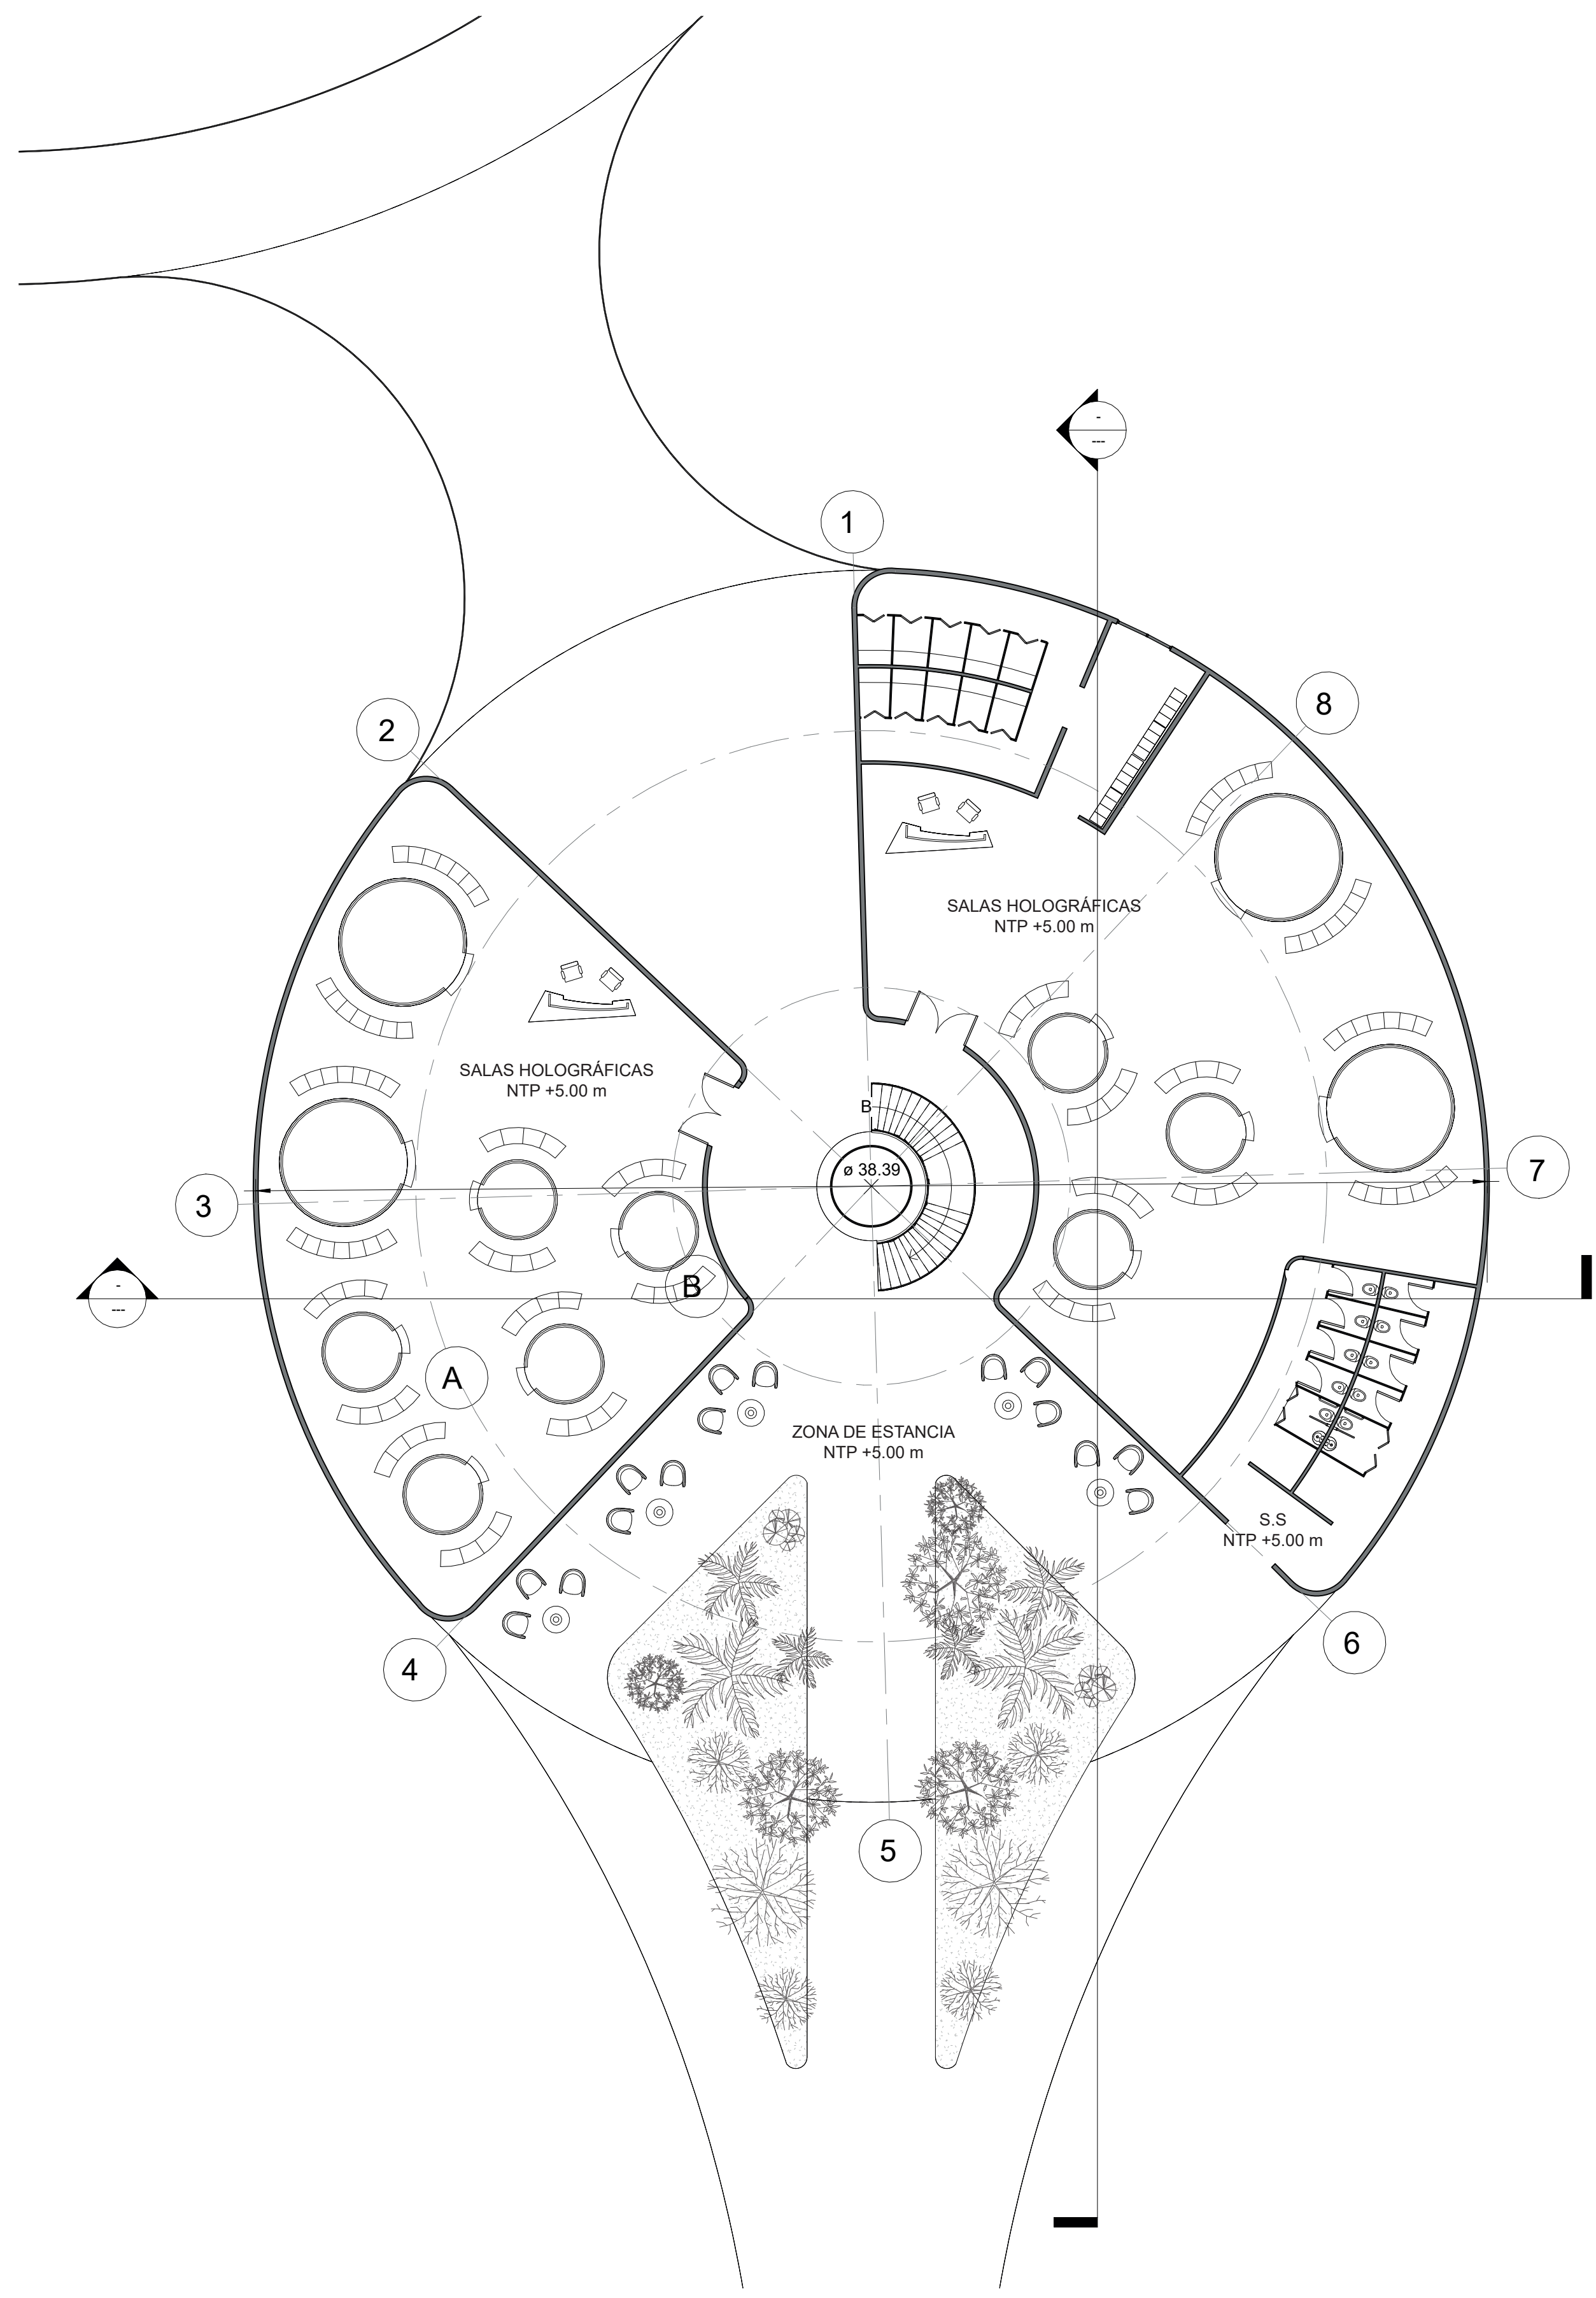 -
---
1
2
8
SALAS HOLOGRÁFICAS
NTP +5.00 m
SALAS HOLOGRÁFICAS
NTP +5.00 m
B
ø 38.39
7
3
-
---
B
A
ZONA DE ESTANCIA
NTP +5.00 m
S.S
NTP +5.00 m
6
4
5